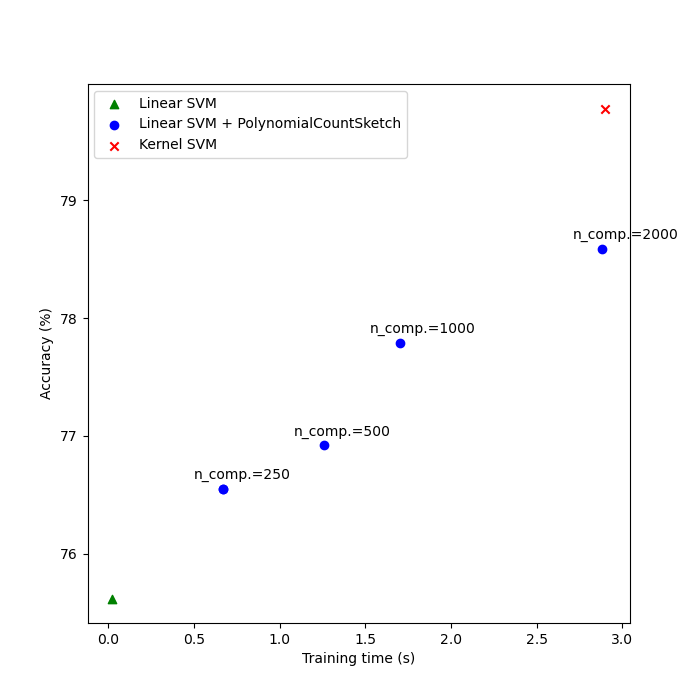 Linear SVM
Linear SVM + PolynomialCountSketch
Kernel SVM
79
78
77
76
n_comp.=2000
n_comp.=1000
n_comp.=500
n_comp.=250
Accuracy (%)
0.0 0.5 1.0 1.5 2.0 2.5 3.0
Training time (s)